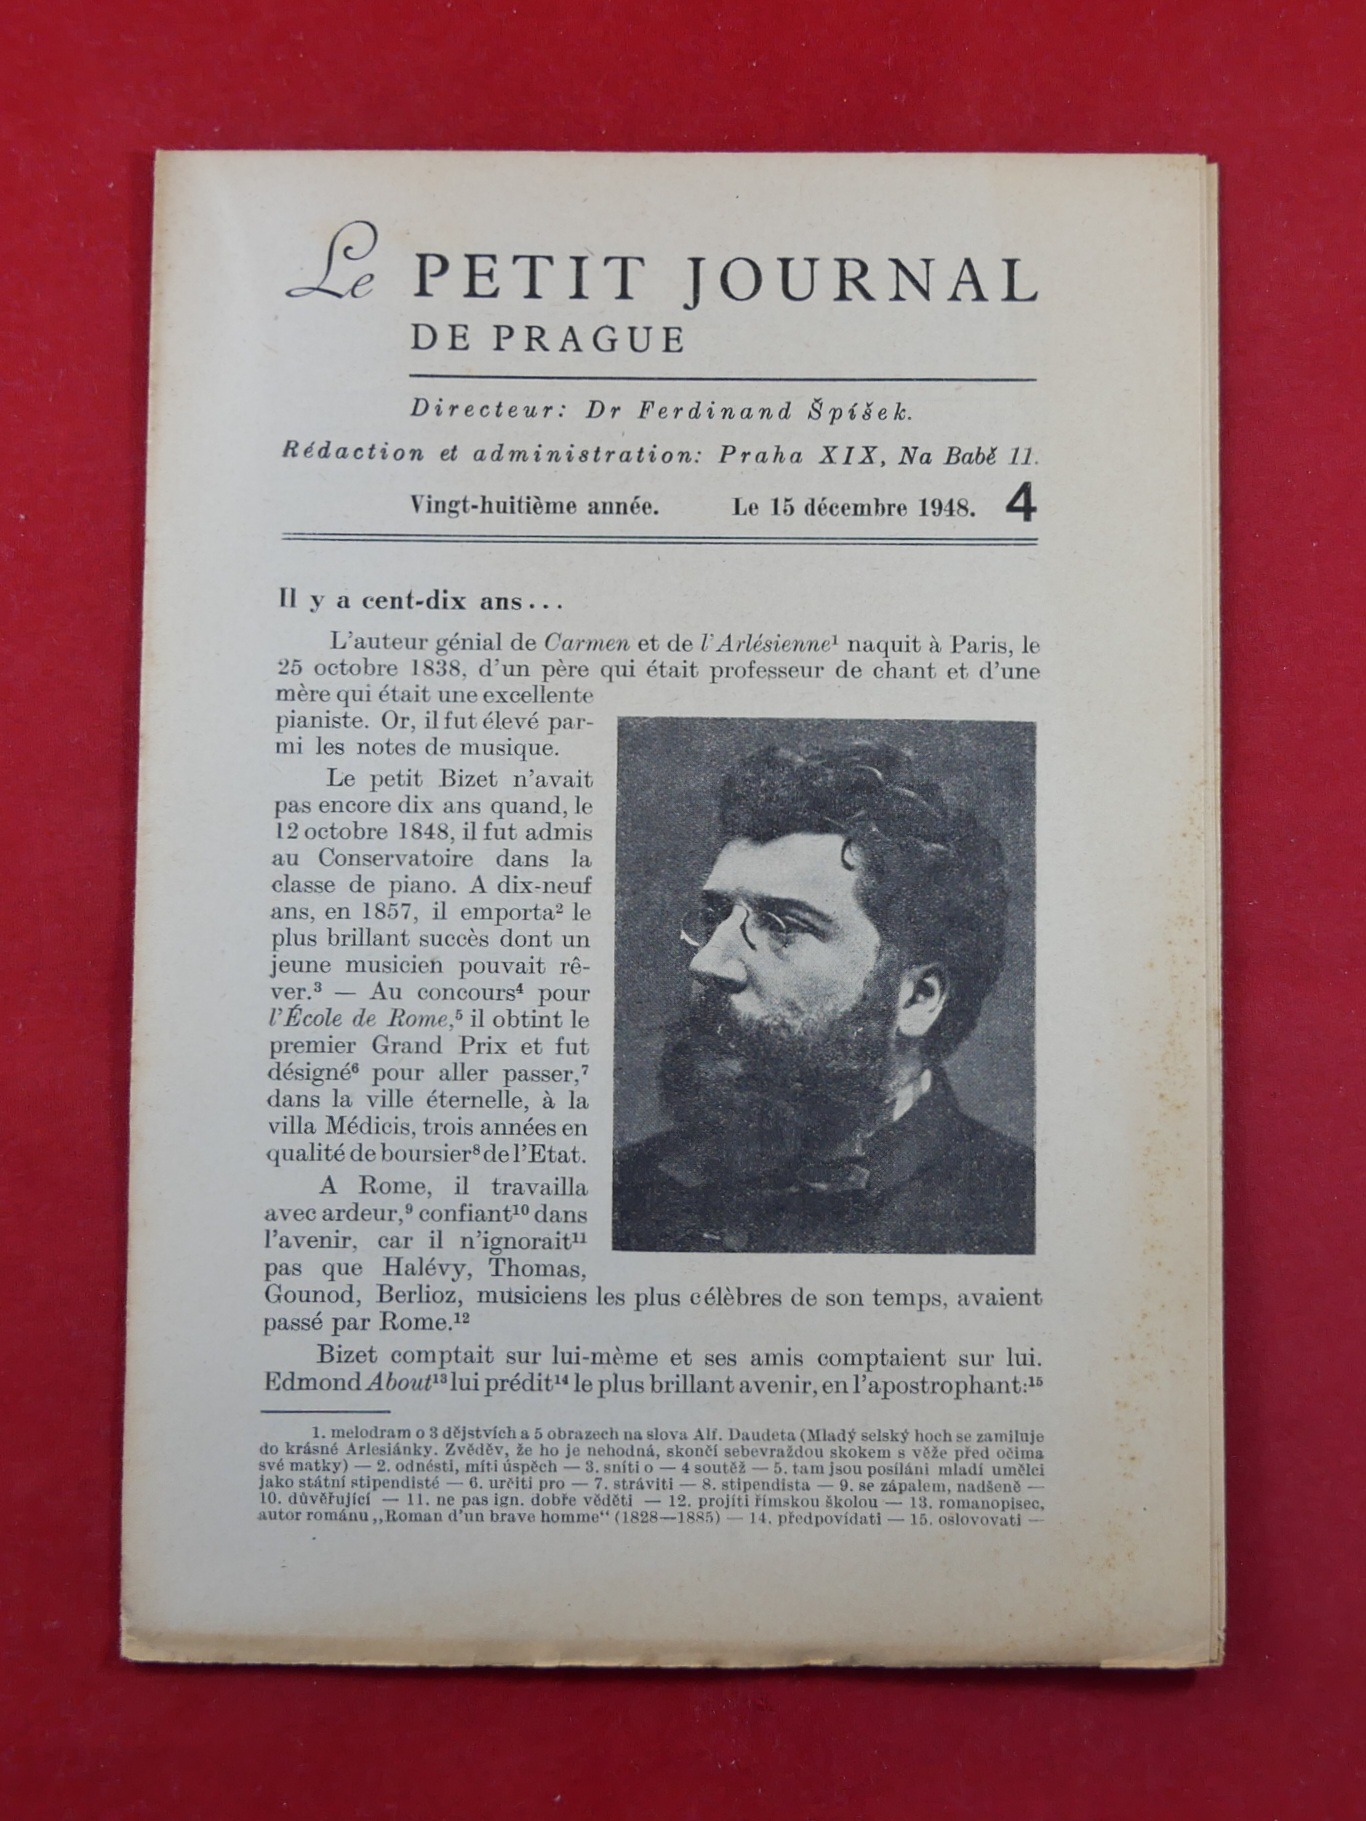 Le PETIT JOURNAL
DE PRAGUE
Directeur: Dr Ferdinand Špíšek.
Rédaction et administration: Praha XIX, Na Babě 11.
Vingt-huitième année. Le 15 décembre 1948. 4
Il y a cent-dix ans...
L'auteur génial de Carmen et de l'Arlésienne¹ naquit à Paris, le
25 octobre 1838, d'un père qui était professeur de chant et d'une
mère qui était une excellente
pianiste. Or, il fut élevé par-
mi les notes de musique.
Le petit Bizet n'avait
pas encore dix ans quand, le
12 octobre 1848, il fut admis
au Conservatoire dans la
classe de piano. A dix-neuf
ans, en 1857, il emporta² le
plus brillant succès dont un
jeune musicien pouvait rê-
ver.³ — Au concours⁴ pour
l'École de Rome,⁵ il obtint le
premier Grand Prix et fut
désigné⁶ pour aller passer,⁷
dans la ville éternelle, à la
villa Médicis, trois années en
qualité de boursier⁸ de l'Etat.
A Rome, il travailla
avec ardeur,⁹ confiant¹⁰ dans
l'avenir, car il n'ignorait¹¹
pas que Halévy, Thomas,
Gounod, Berlioz, musiciens les plus célèbres de son temps, avaient
passé par Rome.¹²
Bizet comptait sur lui-même et ses amis comptaient sur lui.
Edmond About¹³ lui prédit¹⁴ le plus brillant avenir, en l'apostrophant:¹⁵
1. melodram o 3 dějstvích a 5 obrazech na slova Alf. Daudeta (Mladý selský hoch se zamiluje
do krásné Arlesiánky. Zvěděv, že ho je nehodná, skončí sebevraždou skokem s věže před očima
své matky) — 2. odnésti, míti úspěch — 3. sníti o — 4 soutěž — 5. tam jsou posíláni mladí umělci
jako státní stipendisté — 6. určiti pro — 7. stráviti — 8. stipendista — 9. se zápalem, nadšeně —
10. důvěřující — 11. ne pas ign. dobře věděti — 12. projíti římskou školou — 13. romanopisec,
autor románu „Roman d'un brave homme“ (1828—1885) — 14. předpovídati — 15. oslovovati —